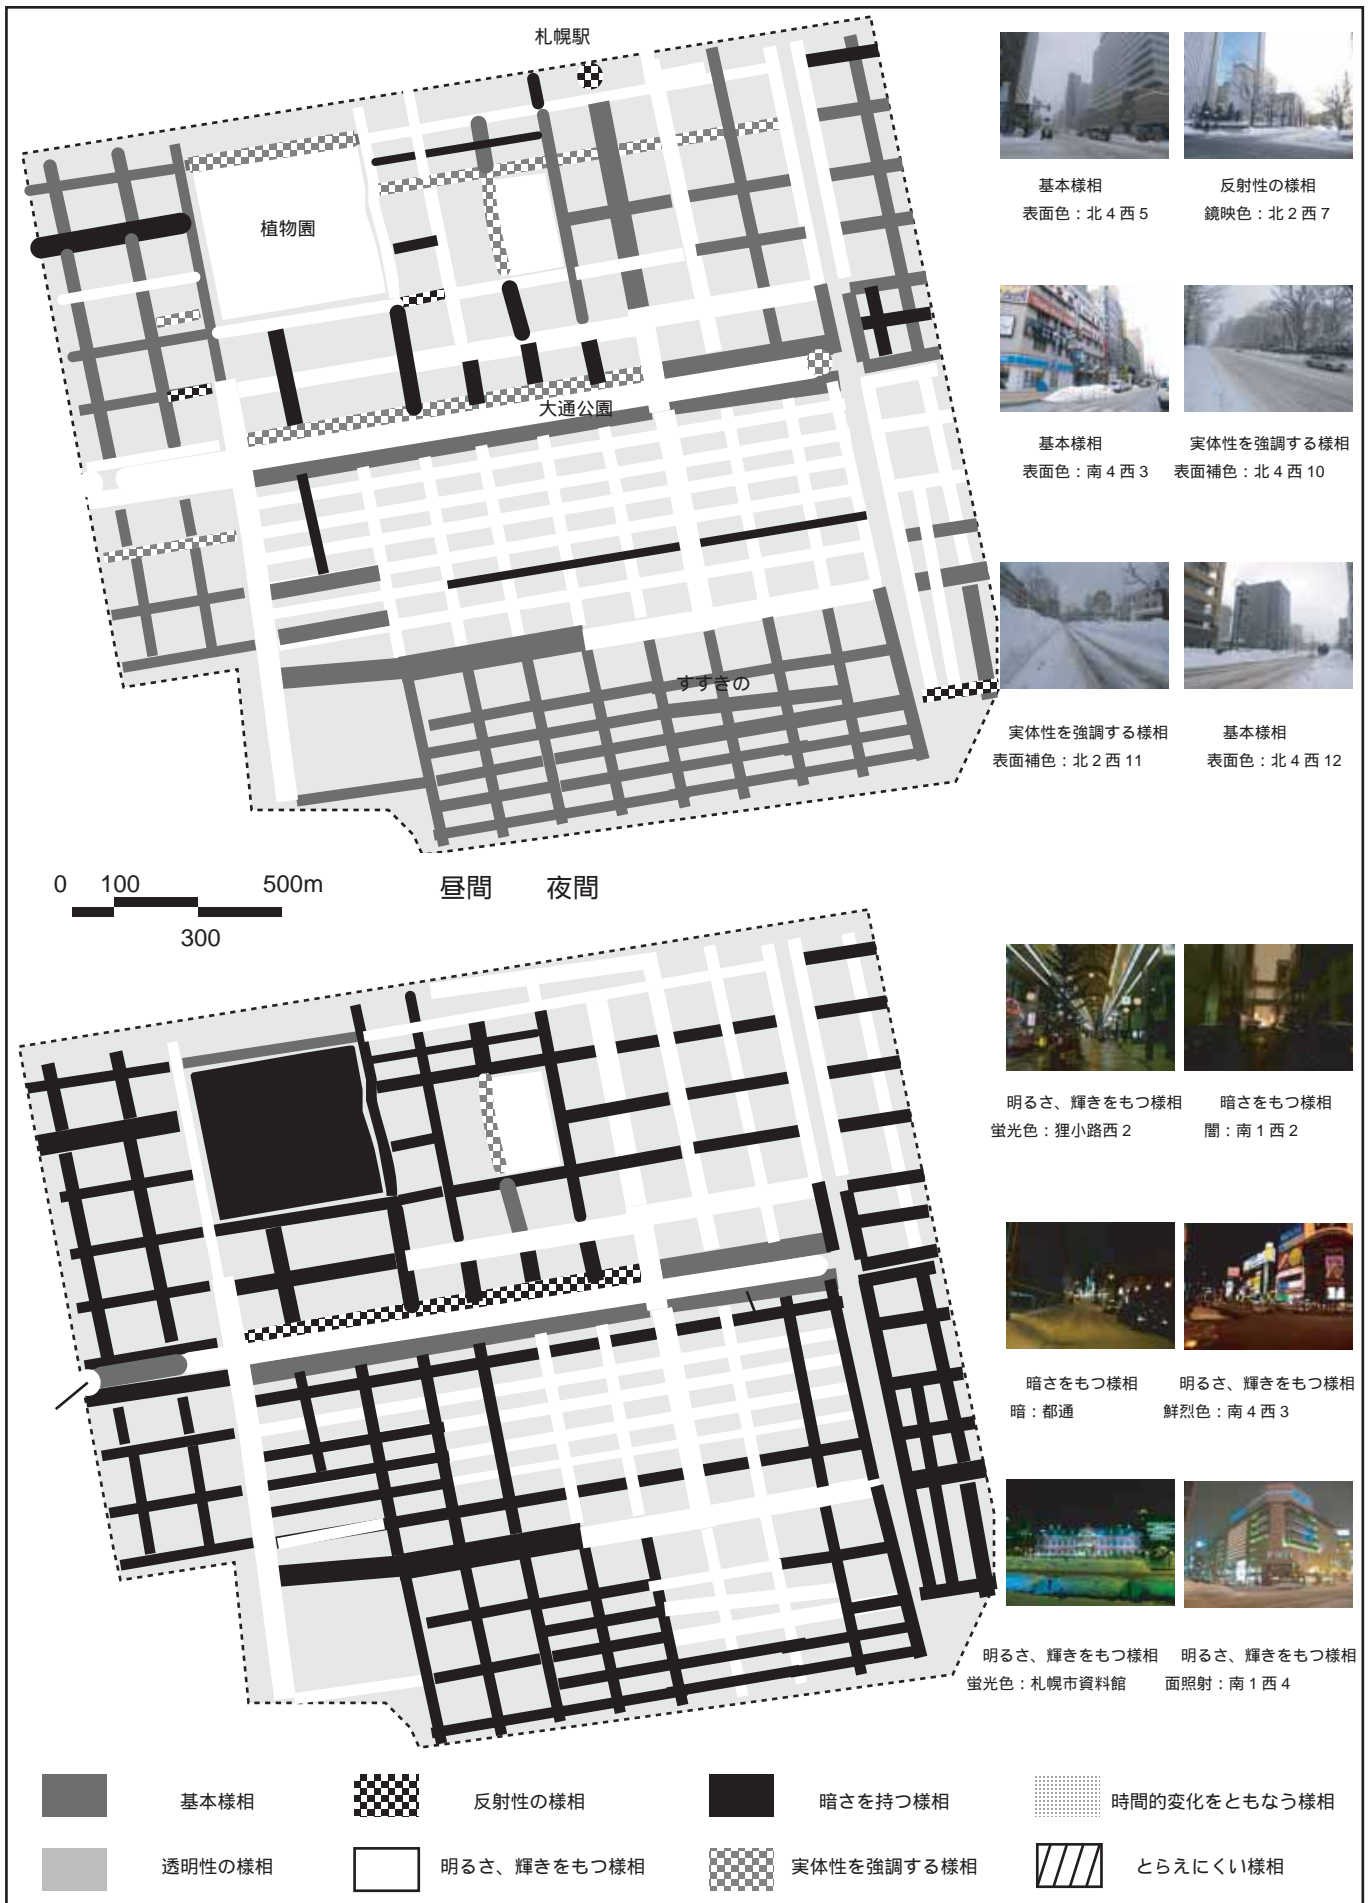 札幌駅
植物園
大通公園
すすきの
基本様相
表面色：北４西５
反射性の様相
鏡映色：北２西７
基本様相
表面色：南４西３
実体性を強調する様相
表面補色：北４西10
実体性を強調する様相
表面補色：北２西11
基本様相
表面色：北４西12
0 100 500m
300
昼間 夜間
明るさ、輝きをもつ様相
蛍光色：狸小路西２
暗さをもつ様相
闇：南１西２
暗さをもつ様相
暗：都通
明るさ、輝きをもつ様相
鮮烈色：南４西３
明るさ、輝きをもつ様相
蛍光色：札幌市資料館
明るさ、輝きをもつ様相
面照射：南１西４
基本様相
反射性の様相
暗さを持つ様相
時間的変化をともなう様相
透明性の様相
明るさ、輝きをもつ様相
実体性を強調する様相
とらえにくい様相